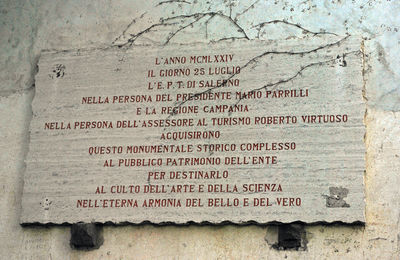 L'ANNO MCMLXXIV
IL GIORNO 25 LUGLIO
L'E.P.T. DI SALERNO
NELLA PERSONA DEL PRESIDENTE MARIO PARRILLI
E LA REGIONE CAMPANIA
NELLA PERSONA DELL'ASSESSORE AL TURISMO ROBERTO VIRTUOSO
ACQUISIRONO
QUESTO MONUMENTALE STORICO COMPLESSO
AL PUBBLICO PATRIMONIO DELL'ENTE
PER DESTINARLO
AL CULTO DELL'ARTE E DELLA SCIENZA
NELL'ETERNA ARMONIA DEL BELLO E DEL VERO